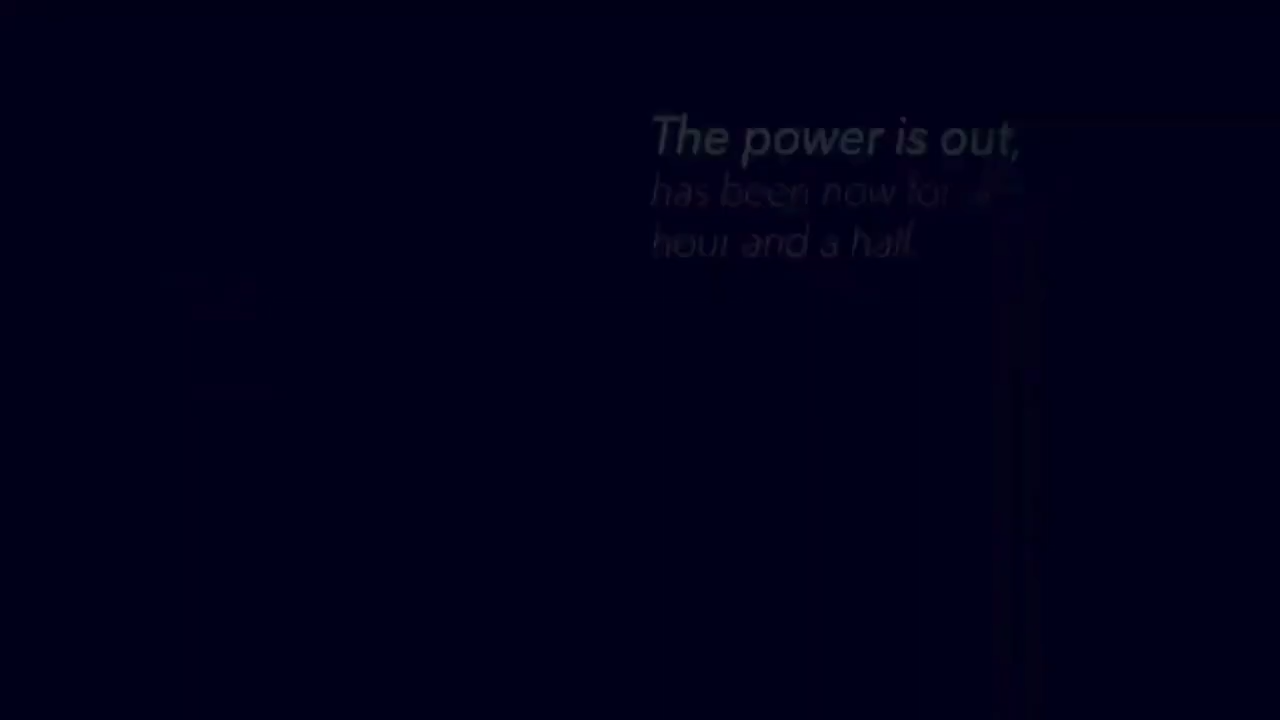 The power is out,
has been now for
hour and a half.